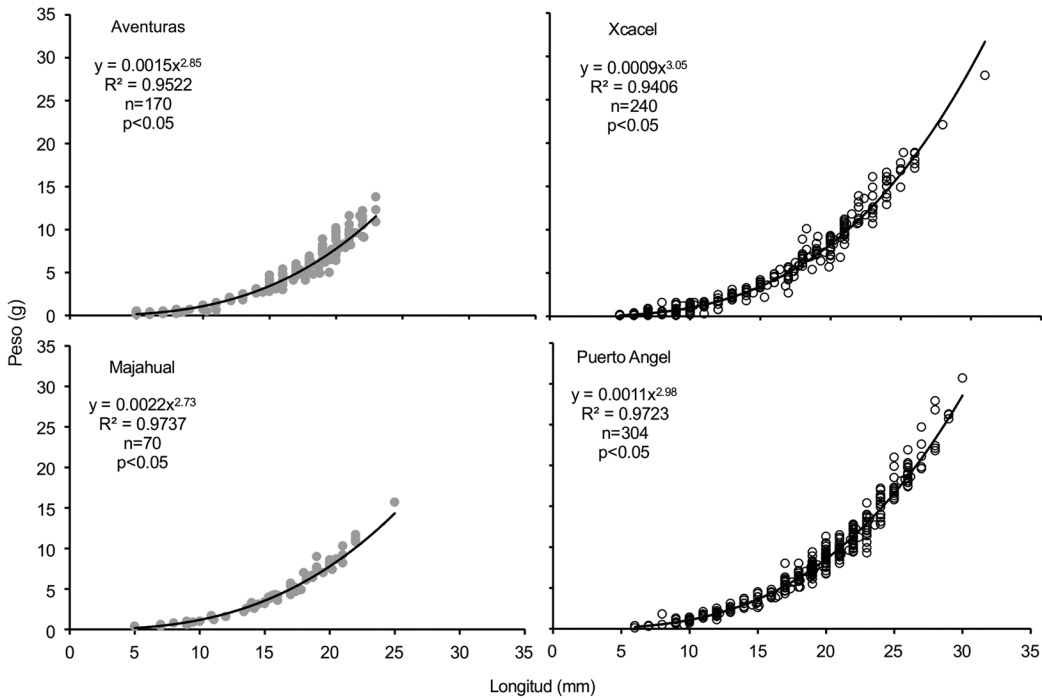 Aventuras
y = 0.0015x^2.85
R² = 0.9522
n=170
p<0.05
35
30
25
20
15
10
5
0
Xcacel
y = 0.0009x^3.05
R² = 0.9406
n=240
p<0.05
Peso (g)
Majahual
y = 0.0022x^2.73
R² = 0.9737
n=70
p<0.05
35
30
25
20
15
10
5
0
0 5 10 15 20 25 30 35
Puerto Angel
y = 0.0011x^2.98
R² = 0.9723
n=304
p<0.05
0 5 10 15 20 25 30 35
Longitud (mm)